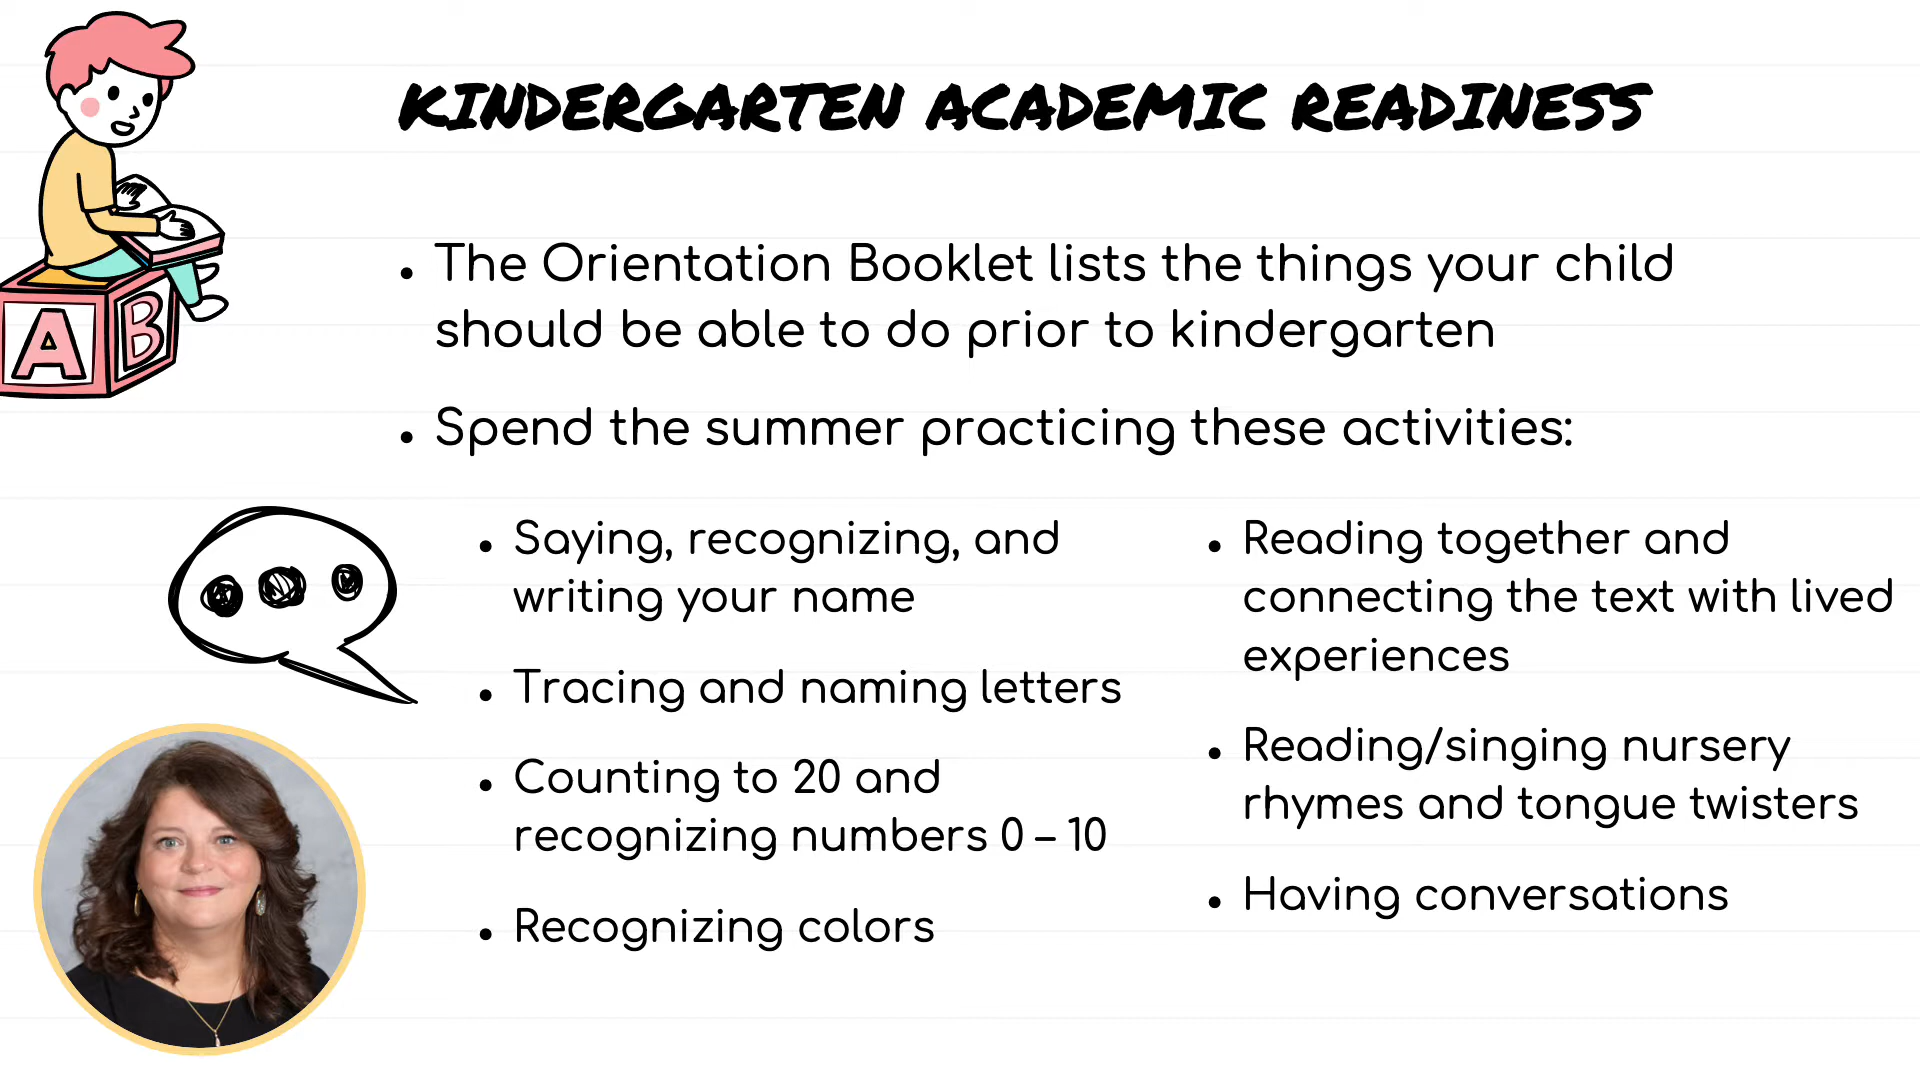 KINDERGARTEN ACADEMIC READINESS
• The Orientation Booklet lists the things your child
should be able to do prior to kindergarten
• Spend the summer practicing these activities:
• Saying, recognizing, and
writing your name
• Tracing and naming letters
• Counting to 20 and
recognizing numbers 0 – 10
• Recognizing colors
• Reading together and
connecting the text with lived
experiences
• Reading/singing nursery
rhymes and tongue twisters
• Having conversations
A B